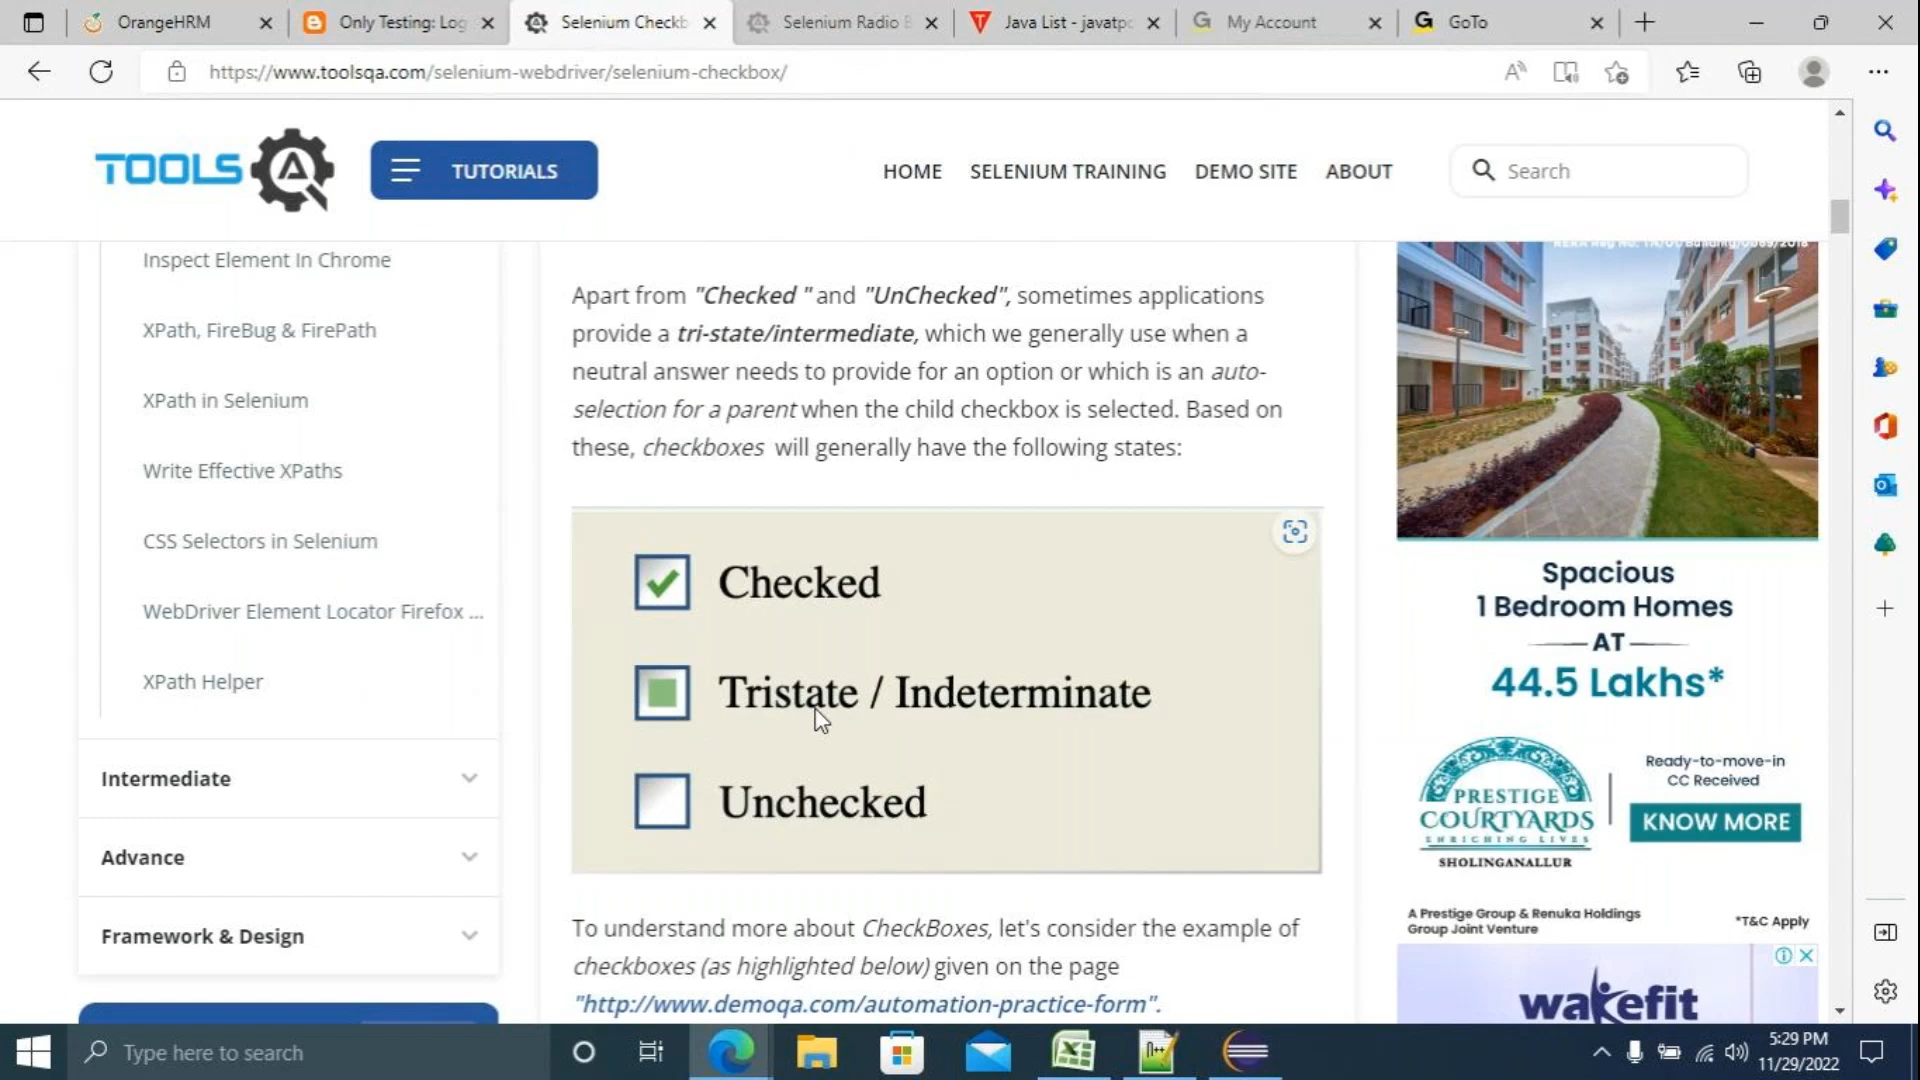 OrangeHRM
Only Testing: Log
Selenium Checkb
Selenium Radio B
Java List - javatpo
My Account
GoTo
https://www.toolsqa.com/selenium-webdriver/selenium-checkbox/
TOOLS QA
TUTORIALS
HOME
SELENIUM TRAINING
DEMO SITE
ABOUT
Search
Inspect Element In Chrome
XPath, FireBug & FirePath
XPath in Selenium
Write Effective XPaths
CSS Selectors in Selenium
WebDriver Element Locator Firefox ...
XPath Helper
Intermediate
Advance
Framework & Design
Apart from "Checked " and "UnChecked", sometimes applications
provide a tri-state/intermediate, which we generally use when a
neutral answer needs to provide for an option or which is an auto-
selection for a parent when the child checkbox is selected. Based on
these, checkboxes will generally have the following states:
Checked
Tristate / Indeterminate
Unchecked
To understand more about CheckBoxes, let's consider the example of
checkboxes (as highlighted below) given on the page
"http://www.demoqa.com/automation-practice-form".
Spacious
1 Bedroom Homes
AT
44.5 Lakhs*
PRESTIGE
COURTYARDS
ENRICHING LIVES
SHOLINGANALLUR
Ready-to-move-in
CC Received
KNOW MORE
A Prestige Group & Renuka Holdings
Group Joint Venture
*T&C Apply
wakefit
Type here to search
5:29 PM
11/29/2022